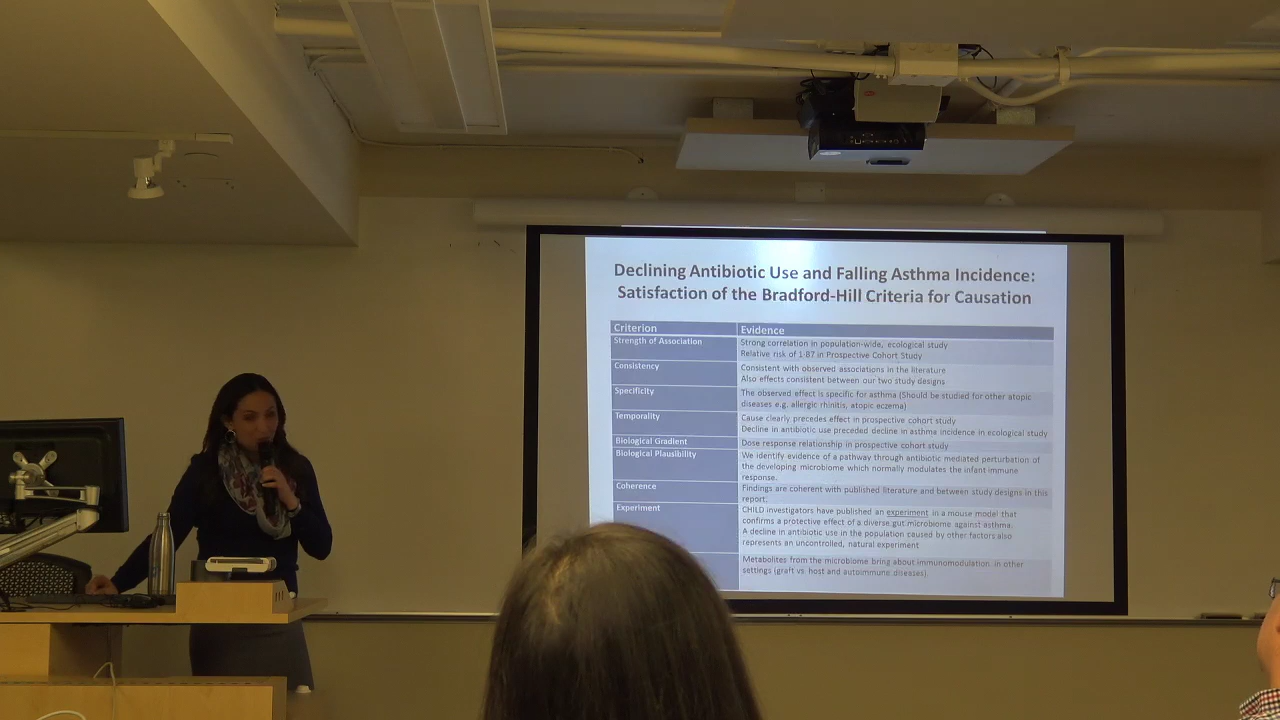 Declining Antibiotic Use and Falling Asthma Incidence:
Satisfaction of the Bradford-Hill Criteria for Causation
Criterion Evidence
Strength of Association Strong correlation in population-wide, ecological study
Relative risk of 1·87 in Prospective Cohort Study
Consistency Consistent with observed associations in the literature
Also effects consistent between our two study designs
Specificity The observed effect is specific for asthma (Should be studied for other atopic
diseases e.g. allergic rhinitis, atopic eczema)
Temporality Cause clearly precedes effect in prospective cohort study
Decline in antibiotic use preceded decline in asthma incidence in ecological study
Biological Gradient Dose response relationship in prospective cohort study
Biological Plausibility We identify evidence of a pathway through antibiotic mediated perturbation of
the developing microbiome which normally modulates the infant immune
response.
Coherence Findings are coherent with published literature and between study designs in this
report.
Experiment CHILD investigators have published an experiment in a mouse model that
confirms a protective effect of a diverse gut microbiome against asthma.
A decline in antibiotic use in the population caused by other factors also
represents an uncontrolled, natural experiment
Metabolites from the microbiome bring about immunomodulation in other
settings (graft vs host and autoimmune diseases).